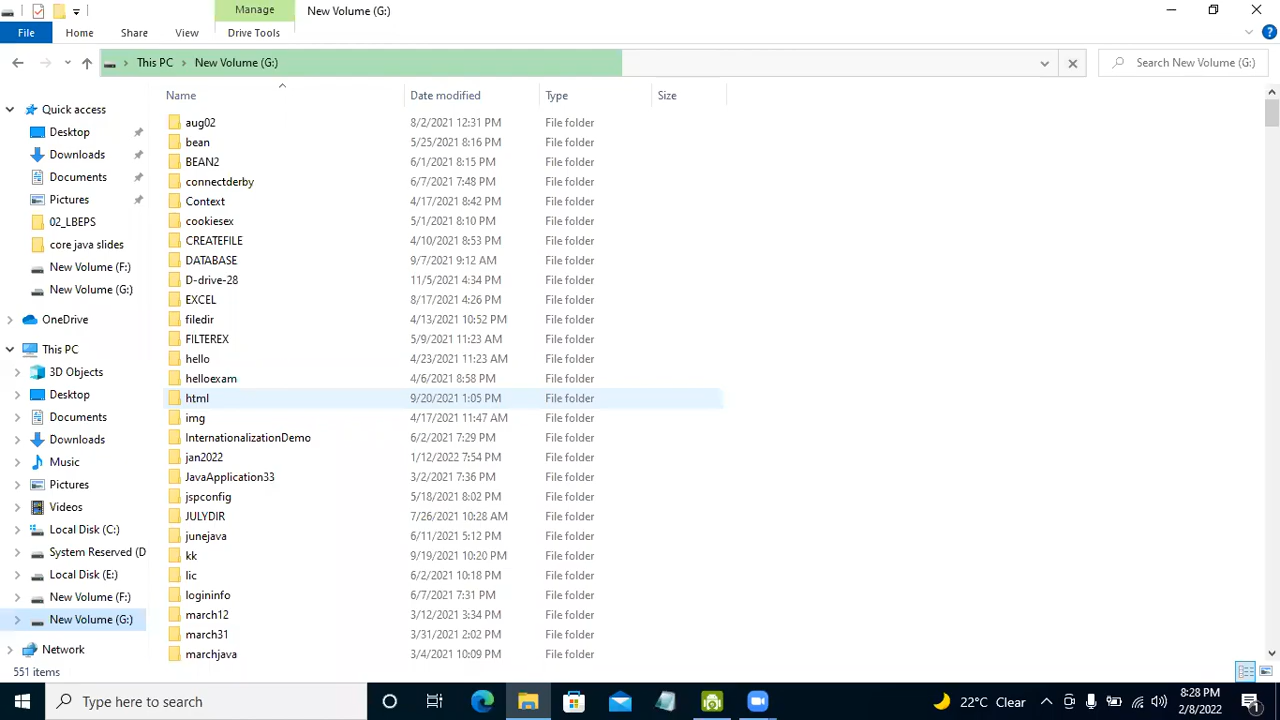 Manage
New Volume (G:)
File Home Share View Drive Tools
This PC New Volume (G:) Search New Volume (G:)
Name Date modified Type Size
Quick access
Desktop
Downloads
Documents
Pictures
02_LBEPS
core java slides
New Volume (F:)
New Volume (G:)
OneDrive
This PC
3D Objects
Desktop
Documents
Downloads
Music
Pictures
Videos
Local Disk (C:)
System Reserved (D
Local Disk (E:)
New Volume (F:)
New Volume (G:)
Network
aug02 8/2/2021 12:31 PM File folder
bean 5/25/2021 8:16 PM File folder
BEAN2 6/1/2021 8:15 PM File folder
connectderby 6/7/2021 7:48 PM File folder
Context 4/17/2021 8:42 PM File folder
cookiesex 5/1/2021 8:10 PM File folder
CREATEFILE 4/10/2021 8:53 PM File folder
DATABASE 9/7/2021 9:12 AM File folder
D-drive-28 11/5/2021 4:34 PM File folder
EXCEL 8/17/2021 4:26 PM File folder
filedir 4/13/2021 10:52 PM File folder
FILTEREX 5/9/2021 11:23 AM File folder
hello 4/23/2021 11:23 AM File folder
helloexam 4/6/2021 8:58 PM File folder
html 9/20/2021 1:05 PM File folder
img 4/17/2021 11:47 AM File folder
InternationalizationDemo 6/2/2021 7:29 PM File folder
jan2022 1/12/2022 7:54 PM File folder
JavaApplication33 3/2/2021 7:36 PM File folder
jspconfig 5/18/2021 8:02 PM File folder
JULYDIR 7/26/2021 10:28 AM File folder
junejava 6/11/2021 5:12 PM File folder
kk 9/19/2021 10:20 PM File folder
lic 6/2/2021 10:18 PM File folder
logininfo 6/7/2021 7:31 PM File folder
march12 3/12/2021 3:34 PM File folder
march31 3/31/2021 2:02 PM File folder
marchjava 3/4/2021 10:09 PM File folder
551 items
Type here to search
22°C Clear
8:28 PM
2/8/2022
1